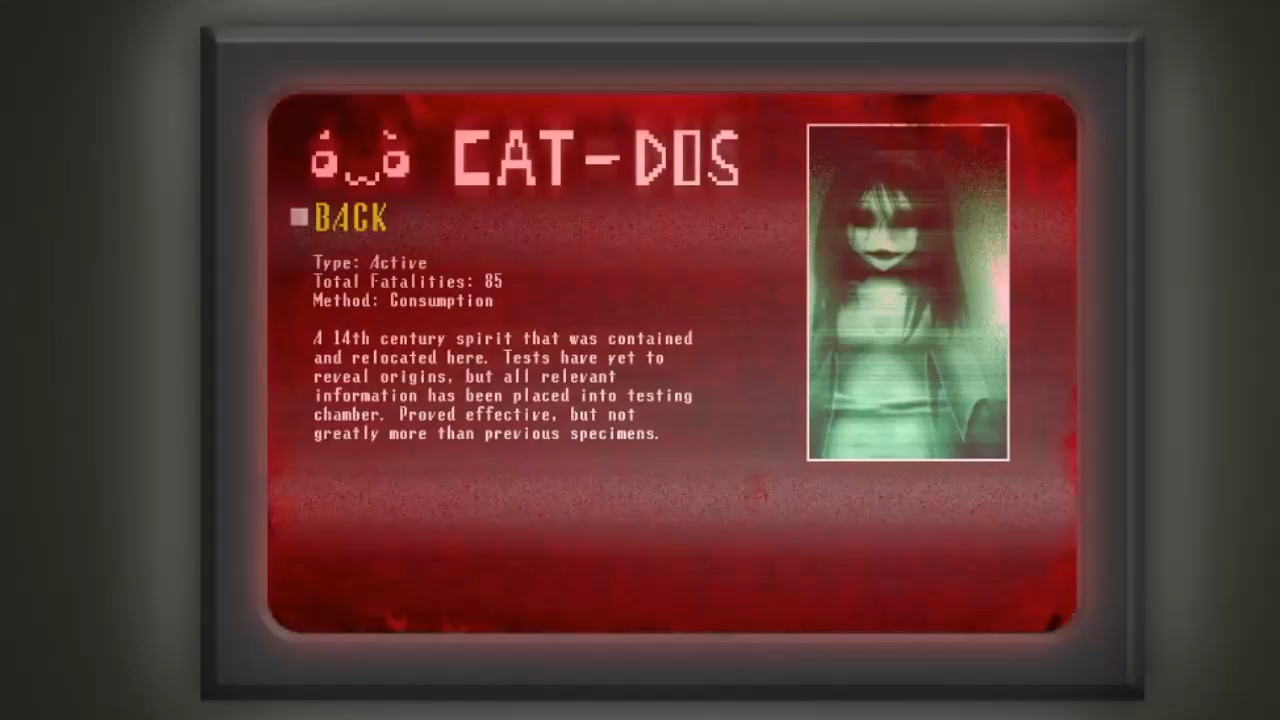 CAT-DOS
BACK
Type: Active
Total Fatalities: 85
Method: Consumption
A 14th century spirit that was contained
and relocated here. Tests have yet to
reveal origins, but all relevant
information has been placed into testing
chamber. Proved effective, but not
greatly more than previous specimens.